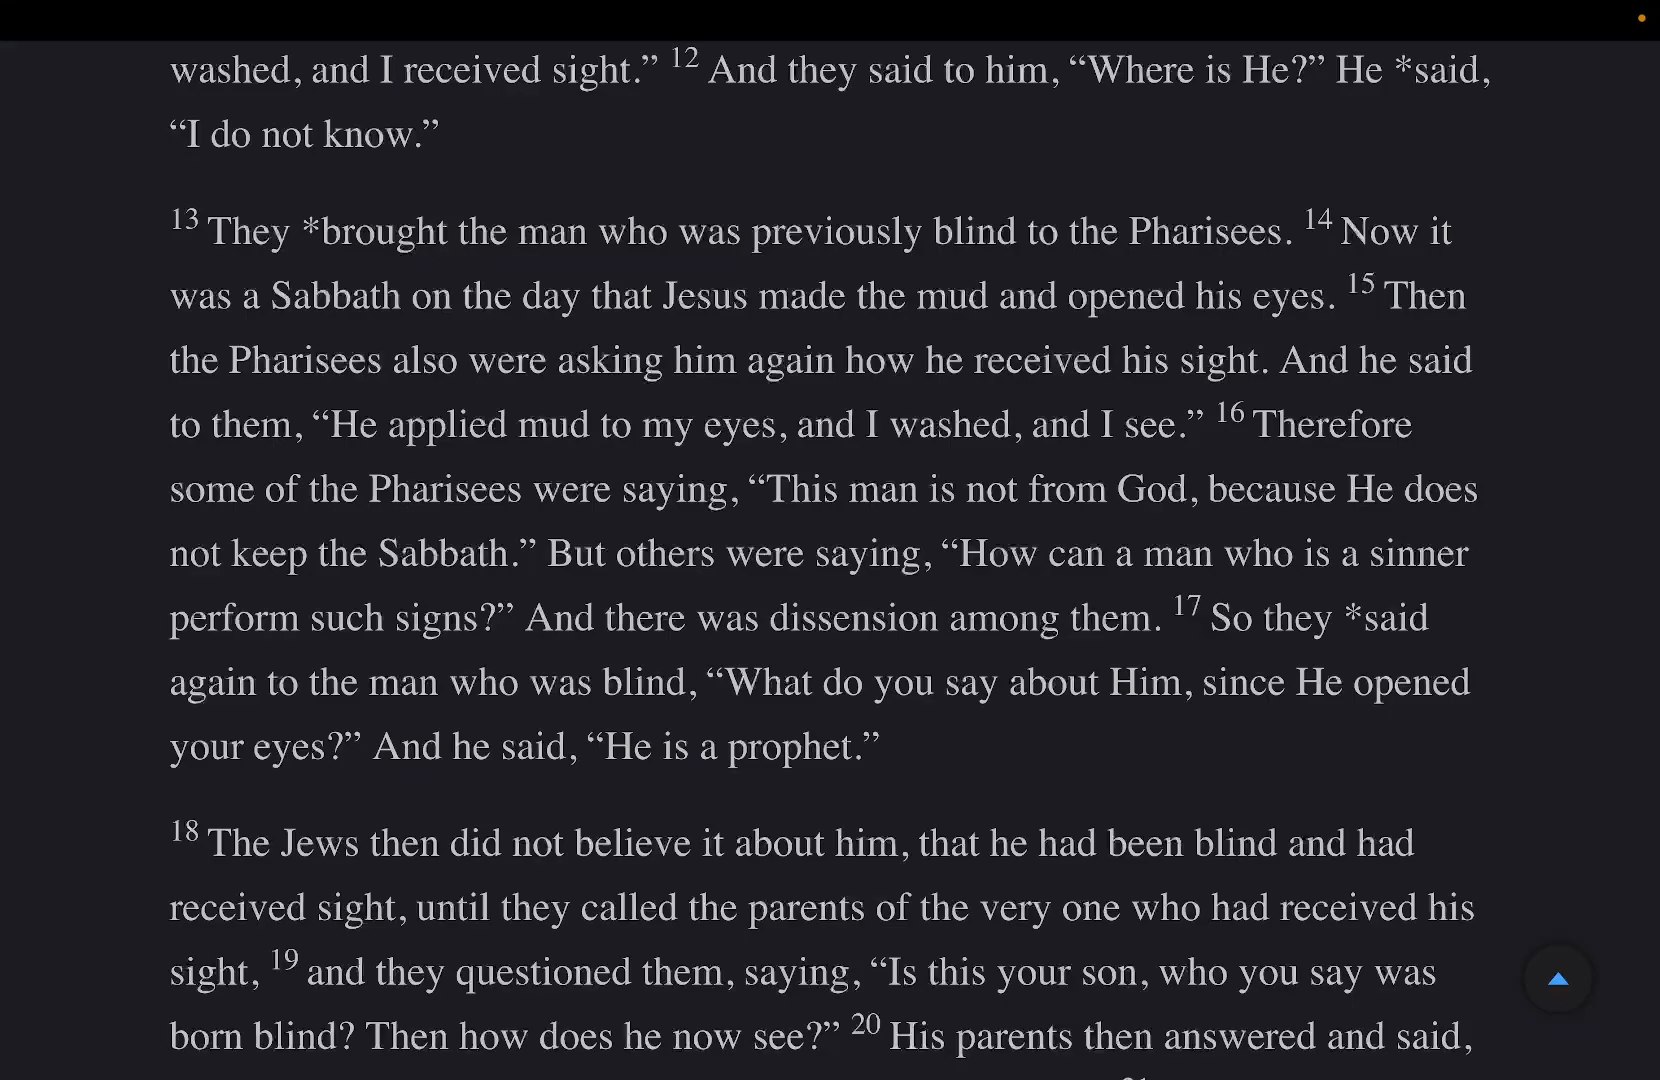 washed, and I received sight.” 12 And they said to him, “Where is He?” He *said,
“I do not know.”
13 They *brought the man who was previously blind to the Pharisees. 14 Now it
was a Sabbath on the day that Jesus made the mud and opened his eyes. 15 Then
the Pharisees also were asking him again how he received his sight. And he said
to them, “He applied mud to my eyes, and I washed, and I see.” 16 Therefore
some of the Pharisees were saying, “This man is not from God, because He does
not keep the Sabbath.” But others were saying, “How can a man who is a sinner
perform such signs?” And there was dissension among them. 17 So they *said
again to the man who was blind, “What do you say about Him, since He opened
your eyes?” And he said, “He is a prophet.”
18 The Jews then did not believe it about him, that he had been blind and had
received sight, until they called the parents of the very one who had received his
sight, 19 and they questioned them, saying, “Is this your son, who you say was
born blind? Then how does he now see?” 20 His parents then answered and said,